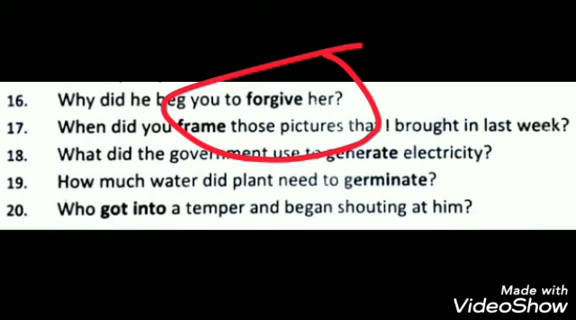 16. Why did he beg you to forgive her?
17. When did you frame those pictures that I brought in last week?
18. What did the government use to generate electricity?
19. How much water did plant need to germinate?
20. Who got into a temper and began shouting at him?
Made with
VideoShow